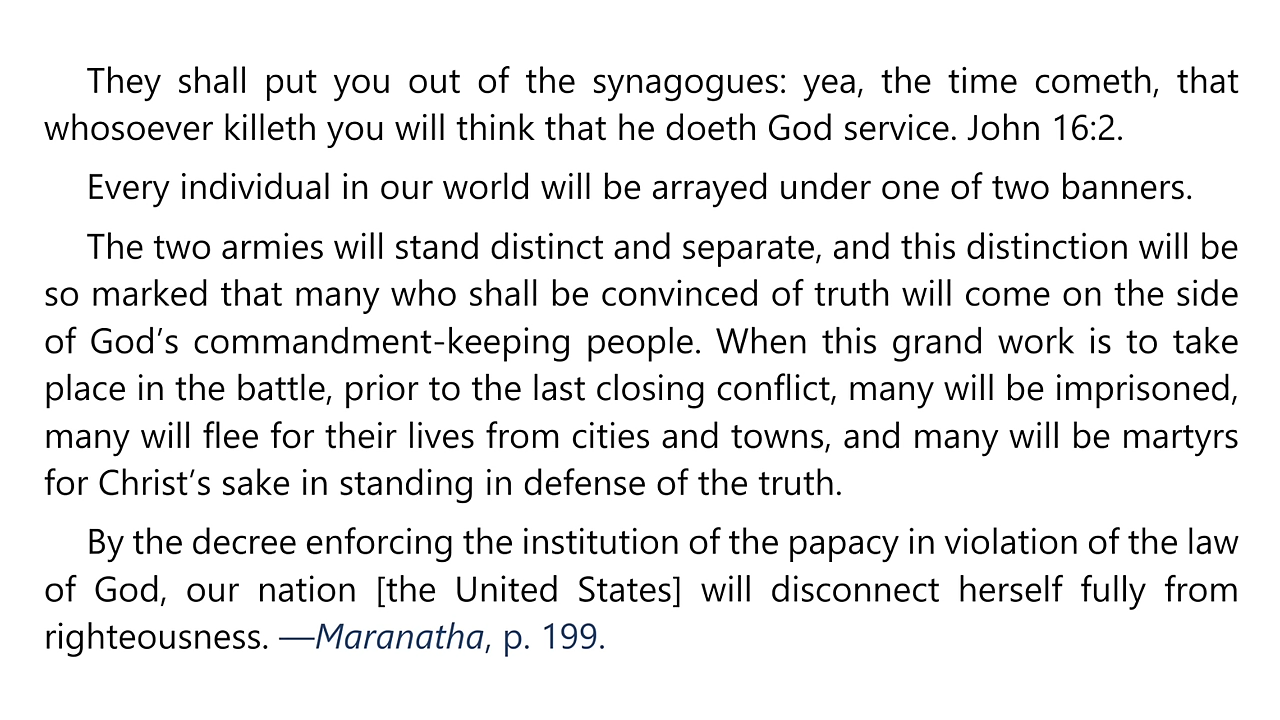 They shall put you out of the synagogues: yea, the time cometh, that
whosoever killeth you will think that he doeth God service. John 16:2.
Every individual in our world will be arrayed under one of two banners.
The two armies will stand distinct and separate, and this distinction will be
so marked that many who shall be convinced of truth will come on the side
of God’s commandment-keeping people. When this grand work is to take
place in the battle, prior to the last closing conflict, many will be imprisoned,
many will flee for their lives from cities and towns, and many will be martyrs
for Christ’s sake in standing in defense of the truth.
By the decree enforcing the institution of the papacy in violation of the law
of God, our nation [the United States] will disconnect herself fully from
righteousness. —Maranatha, p. 199.